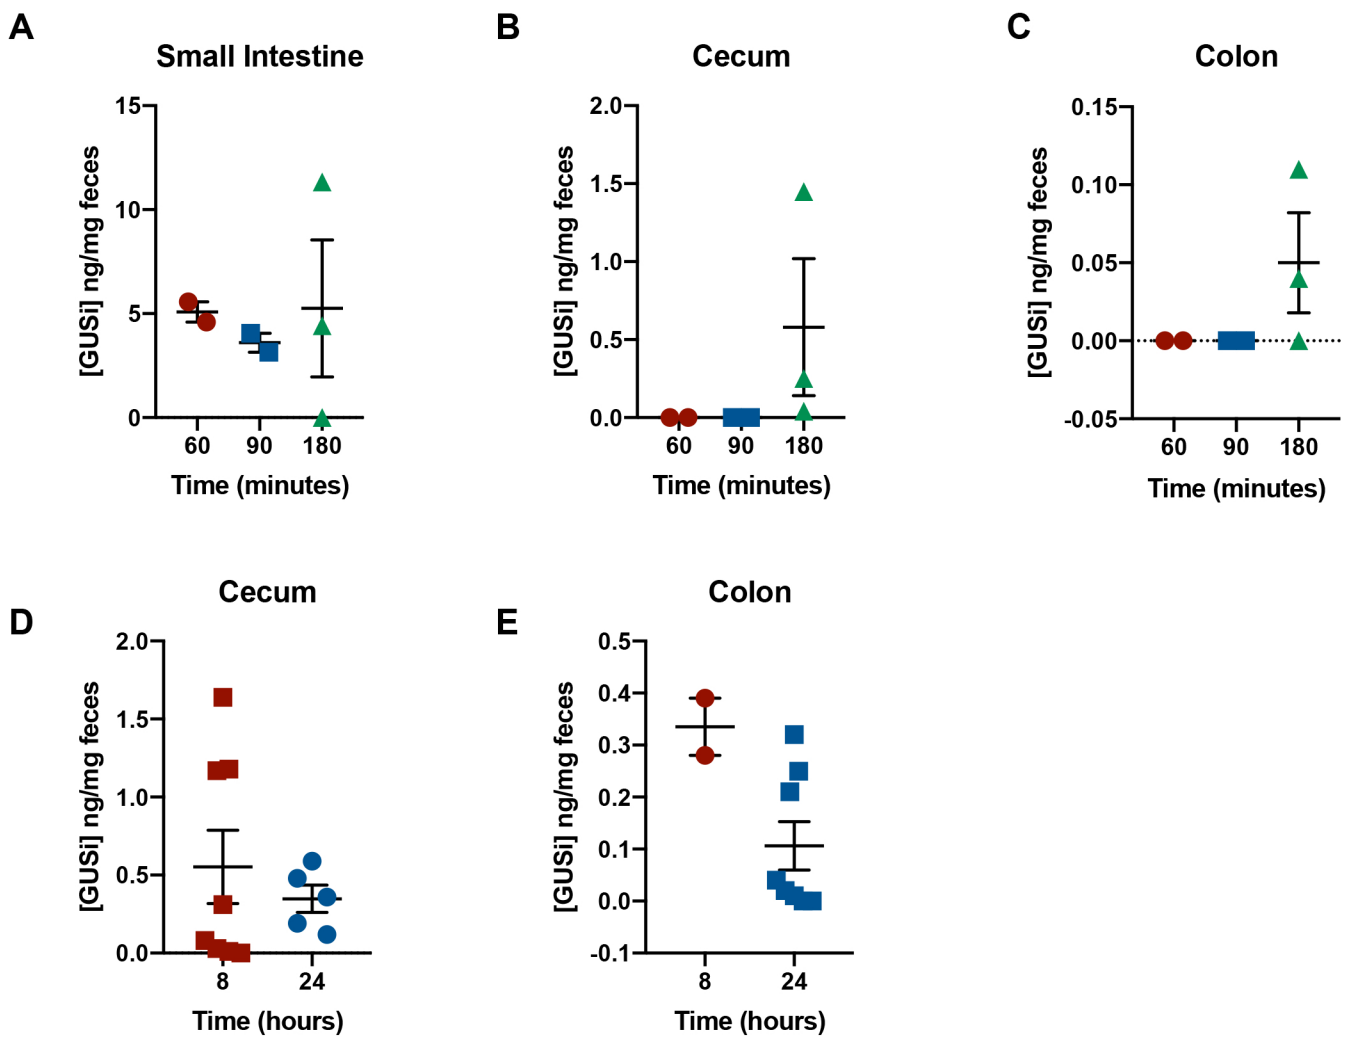 A
Small Intestine
[GUSi] ng/mg feces
15
10
5
0
60 90 180
Time (minutes)
B
Cecum
[GUSi] ng/mg feces
2.0
1.5
1.0
0.5
0.0
60 90 180
Time (minutes)
C
Colon
[GUSi] ng/mg feces
0.15
0.10
0.05
0.00
-0.05
60 90 180
Time (minutes)
D
Cecum
[GUSi] ng/mg feces
2.0
1.5
1.0
0.5
0.0
8 24
Time (hours)
E
Colon
[GUSi] ng/mg feces
0.5
0.4
0.3
0.2
0.1
0.0
-0.1
8 24
Time (hours)